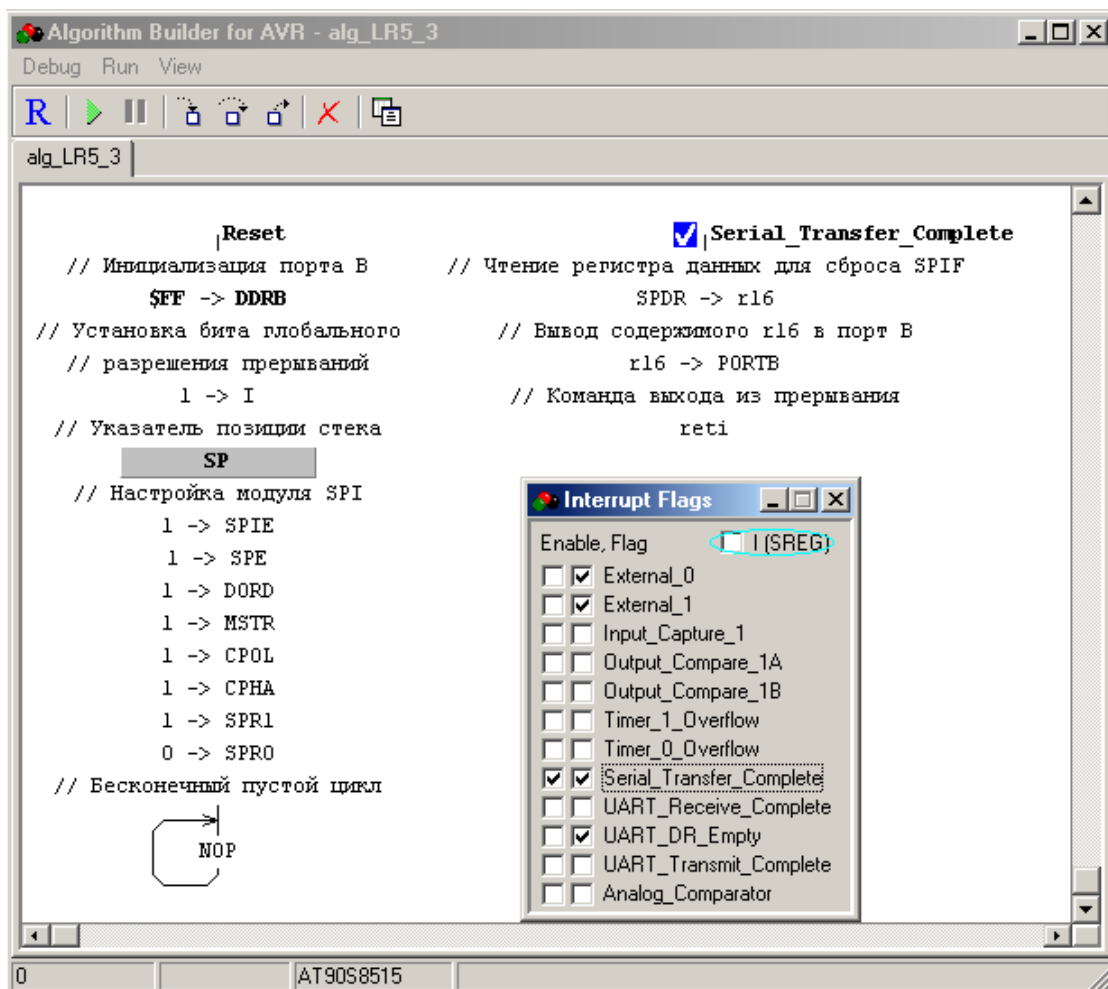 Algorithm Builder for AVR - alg_LR5_3
Debug Run View
R
alg_LR5_3
Reset
// Инициализация порта B
$FF -> DDRB
// Установка бита глобального
// разрешения прерываний
1 -> I
// Указатель позиции стека
SP
// Настройка модуля SPI
1 -> SPIE
1 -> SPE
1 -> DORD
1 -> MSTR
1 -> CPOL
1 -> CPHA
1 -> SPR1
0 -> SPR0
// Бесконечный пустой цикл
NOP
Serial_Transfer_Complete
// Чтение регистра данных для сброса SPIF
SPDR -> r16
// Вывод содержимого r16 в порт B
r16 -> PORTB
// Команда выхода из прерывания
reti
Interrupt Flags
Enable, Flag I (SREG)
External_0
External_1
Input_Capture_1
Output_Compare_1A
Output_Compare_1B
Timer_1_Overflow
Timer_0_Overflow
Serial_Transfer_Complete
UART_Receive_Complete
UART_DR_Empty
UART_Transmit_Complete
Analog_Comparator
0 AT90S8515